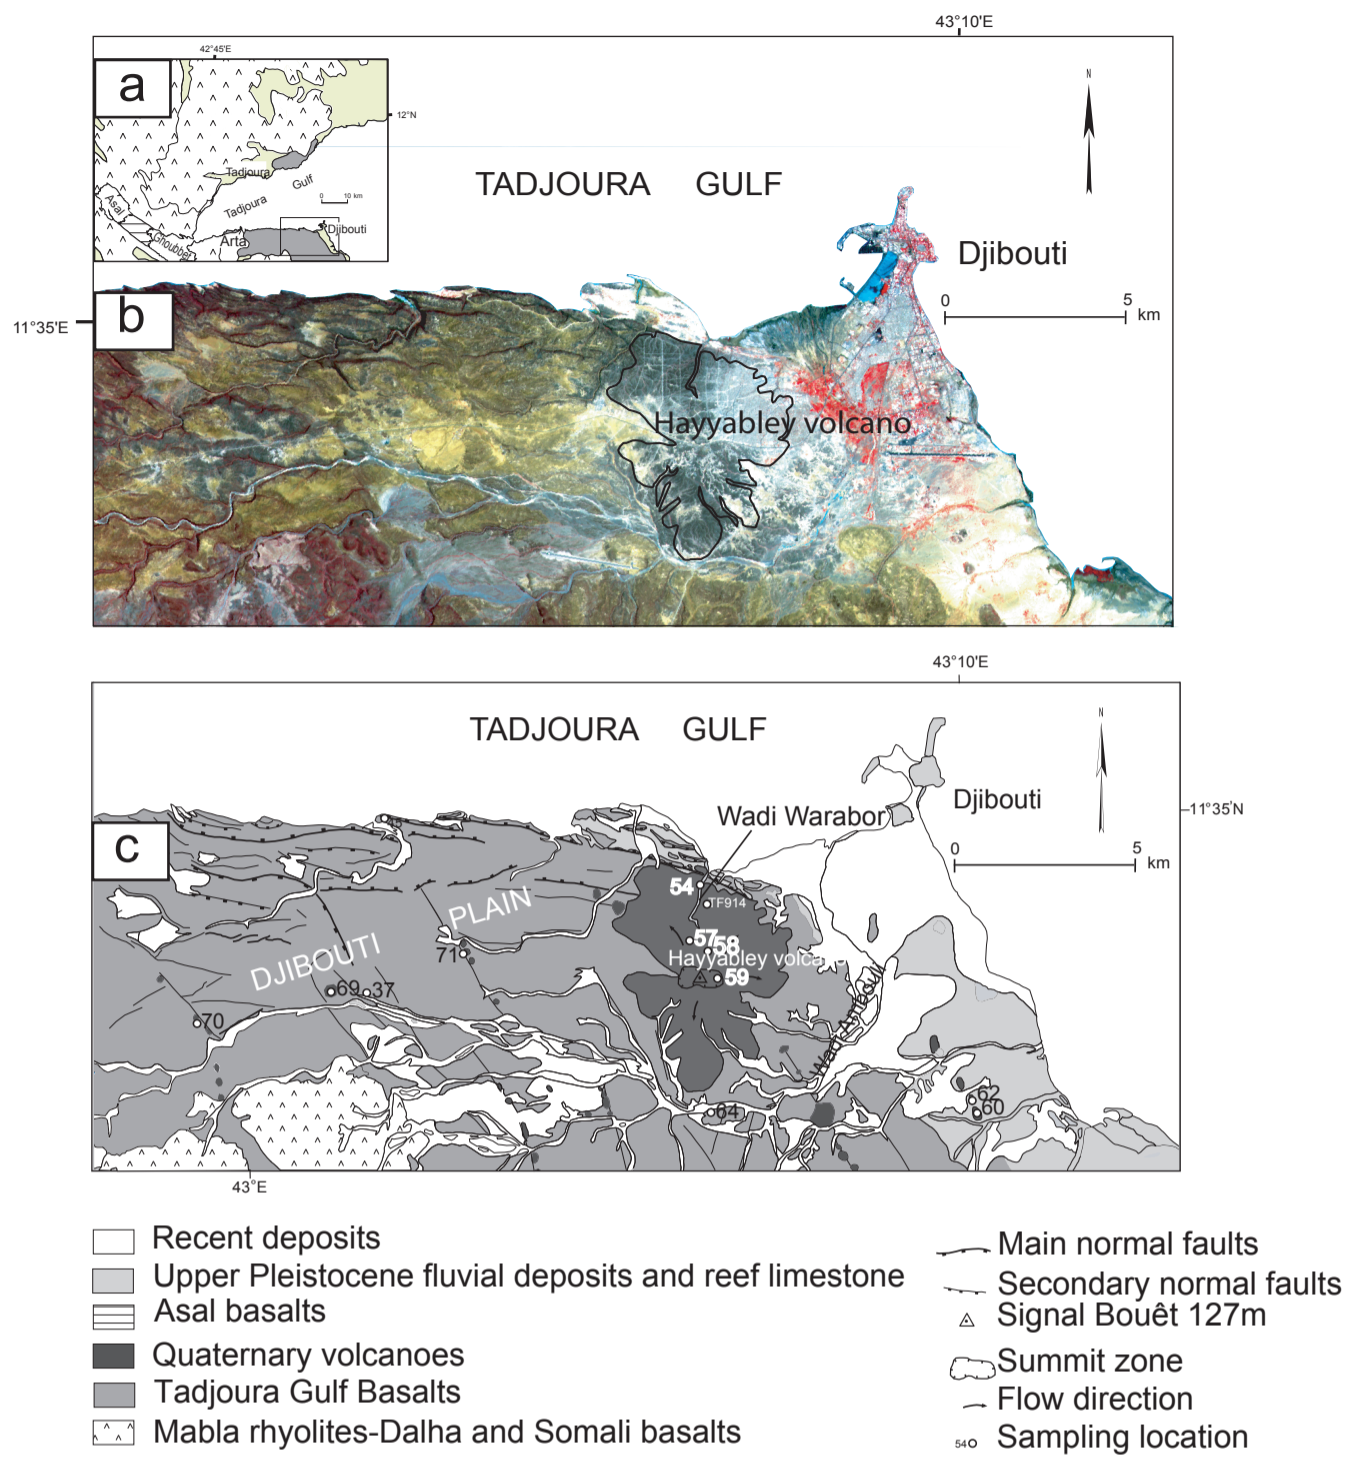 43°10'E
42°45'E
a
N
12°N
TADJOURA GULF
Tadjoura
Gulf
0 10 km
Tadjoura
Asal
Ghoubbet
Arta
Djibouti
Djibouti
b
0 5
km
11°35'E
Hayyabley volcano
43°10'E
TADJOURA GULF
N
Djibouti
11°35'N
Wadi Warabor
c
0 5
km
54
TF914
PLAIN
57
58
DJIBOUTI
71
Hayyabley volcano
59
69
37
70
Wadi Ambouli
62
60
64
43°E
Recent deposits
Upper Pleistocene fluvial deposits and reef limestone
Asal basalts
Quaternary volcanoes
Tadjoura Gulf Basalts
Mabla rhyolites-Dalha and Somali basalts
Main normal faults
Secondary normal faults
Signal Bouêt 127m
Summit zone
Flow direction
54 Sampling location